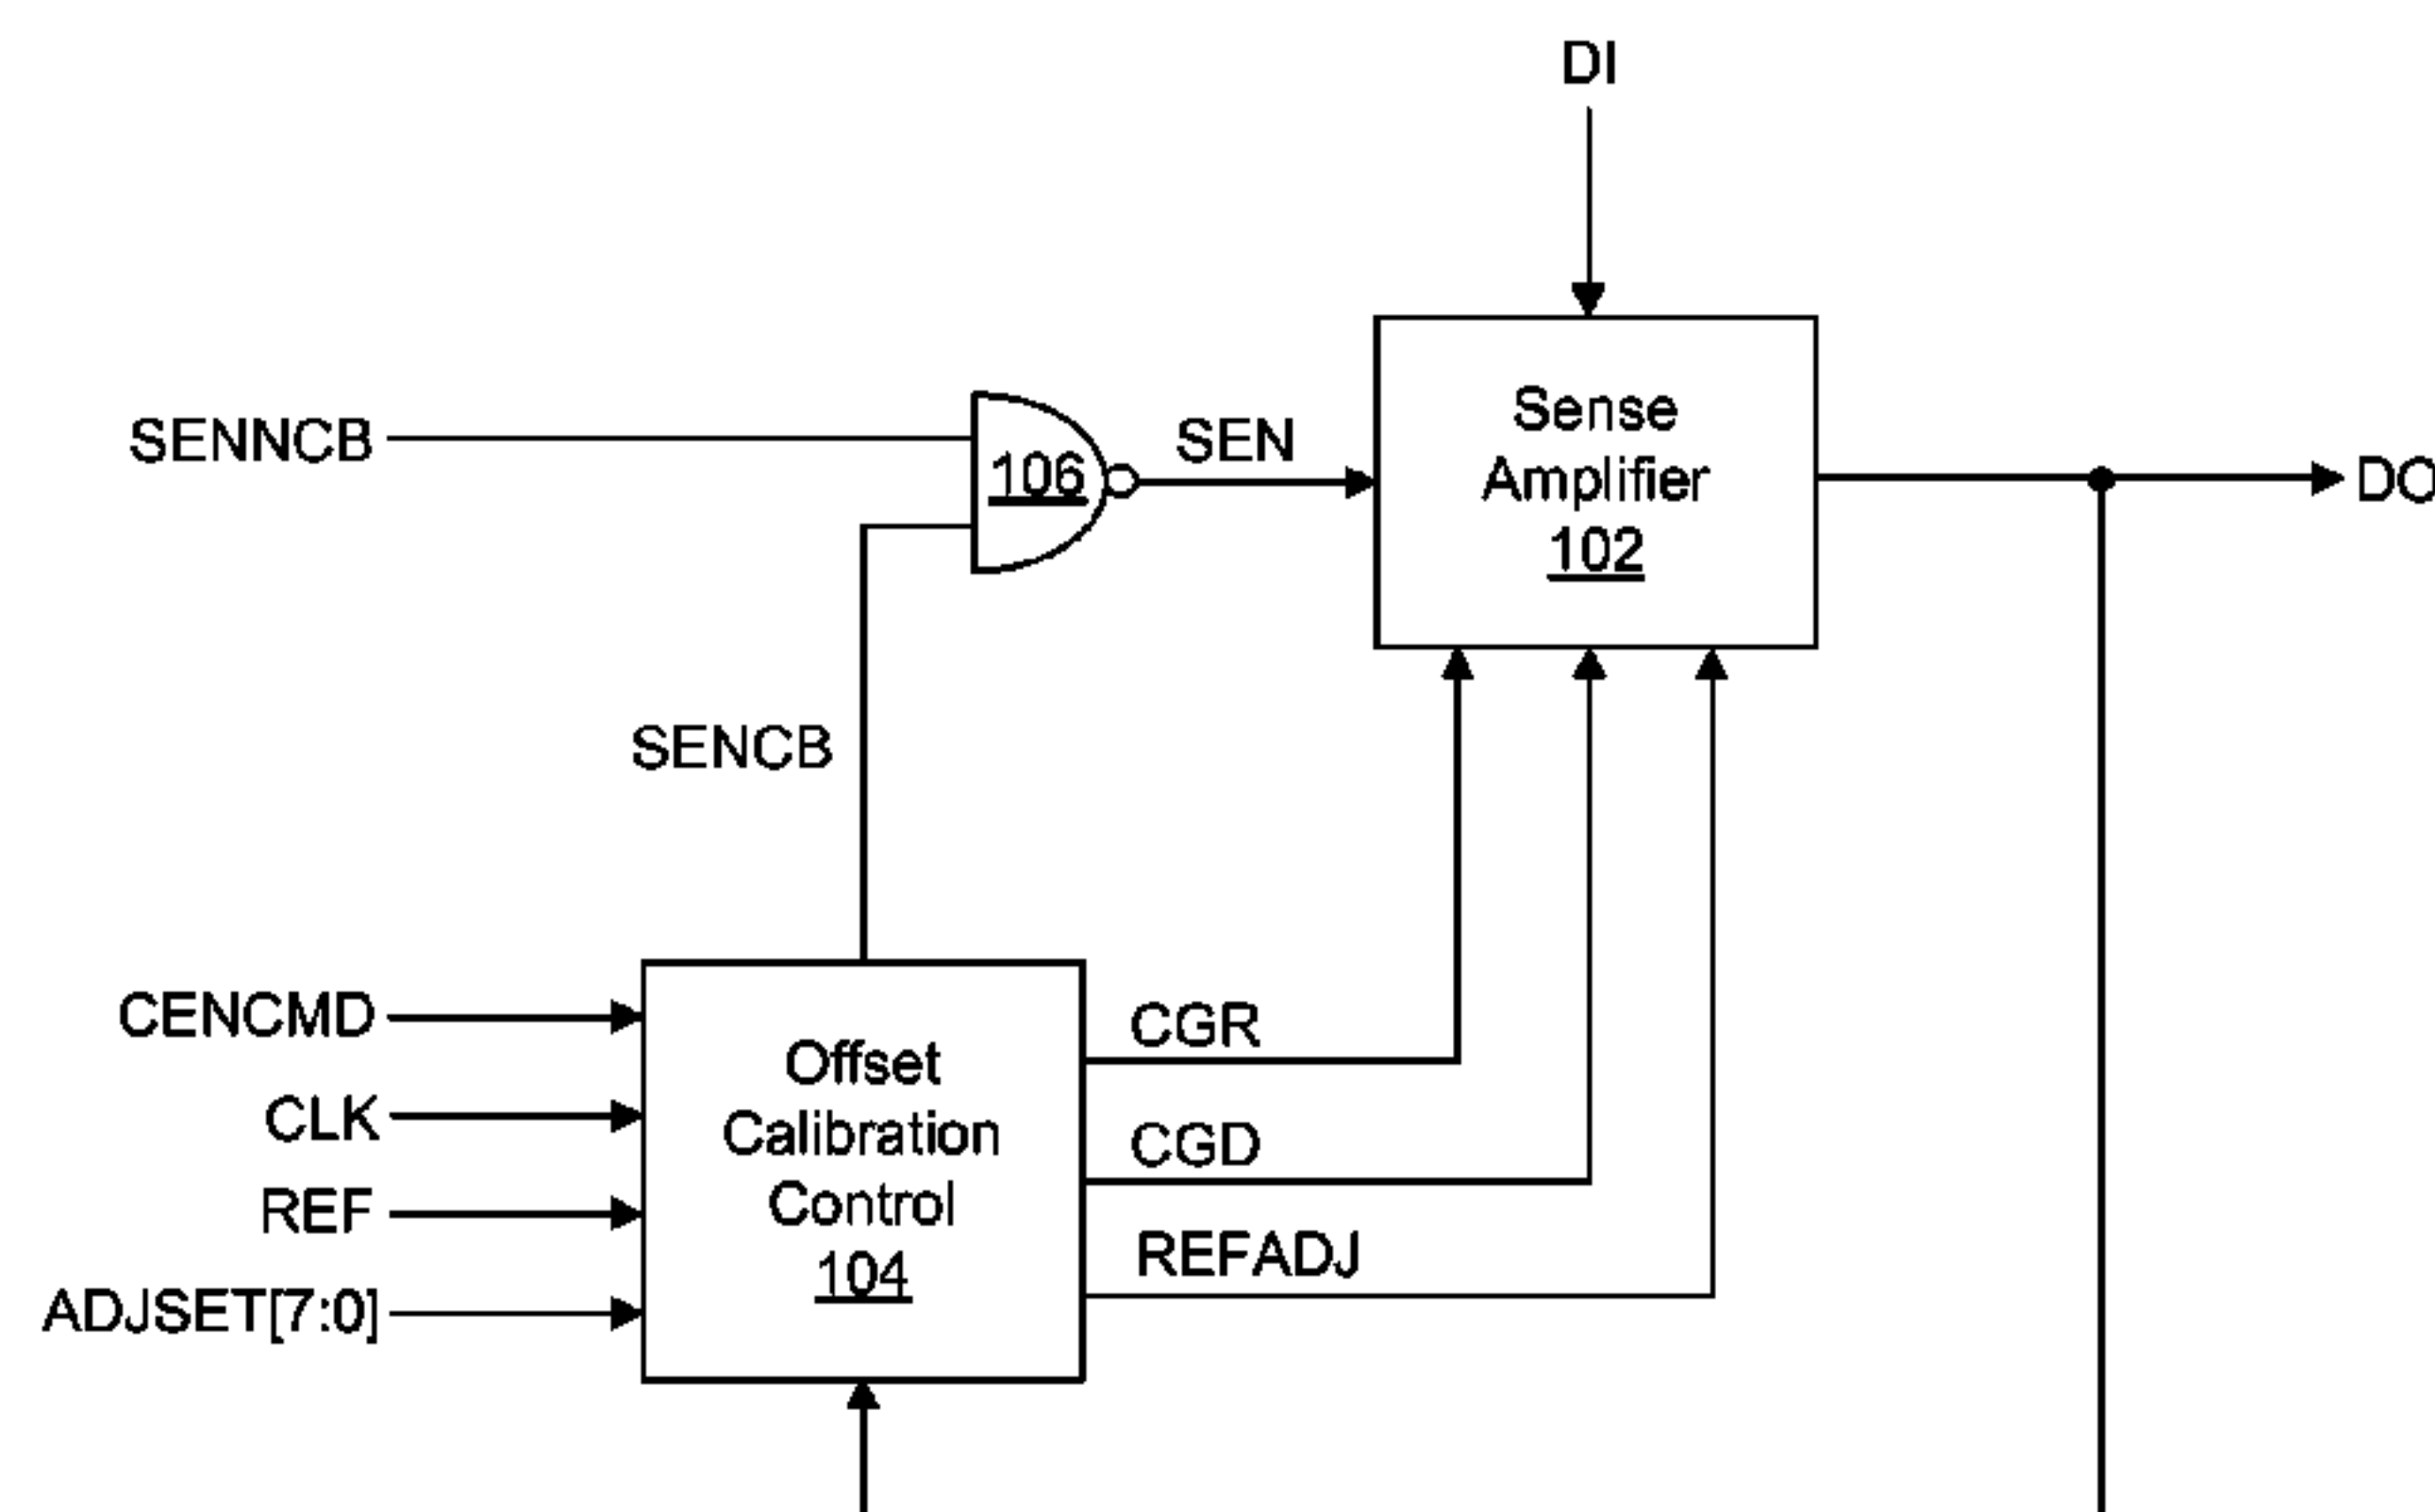 DI
SENNCB
106
SEN
Sense
Amplifier
102
DO
SENCB
CENCMD
CLK
REF
ADJSET[7:0]
Offset
Calibration
Control
104
CGR
CGD
REFADJ